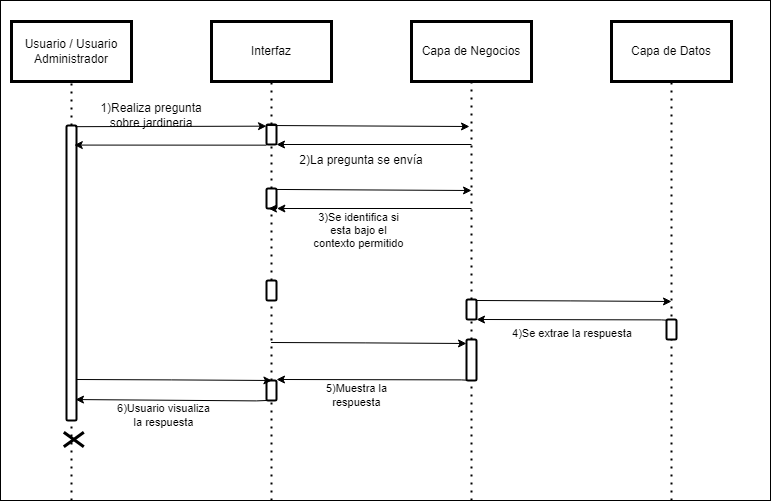 Usuario / Usuario
Administrador
Interfaz
Capa de Negocios
Capa de Datos
1)Realiza pregunta
sobre jardineria
2)La pregunta se envía
3)Se identifica si
esta bajo el
contexto permitido
4)Se extrae la respuesta
5)Muestra la
respuesta
6)Usuario visualiza
la respuesta